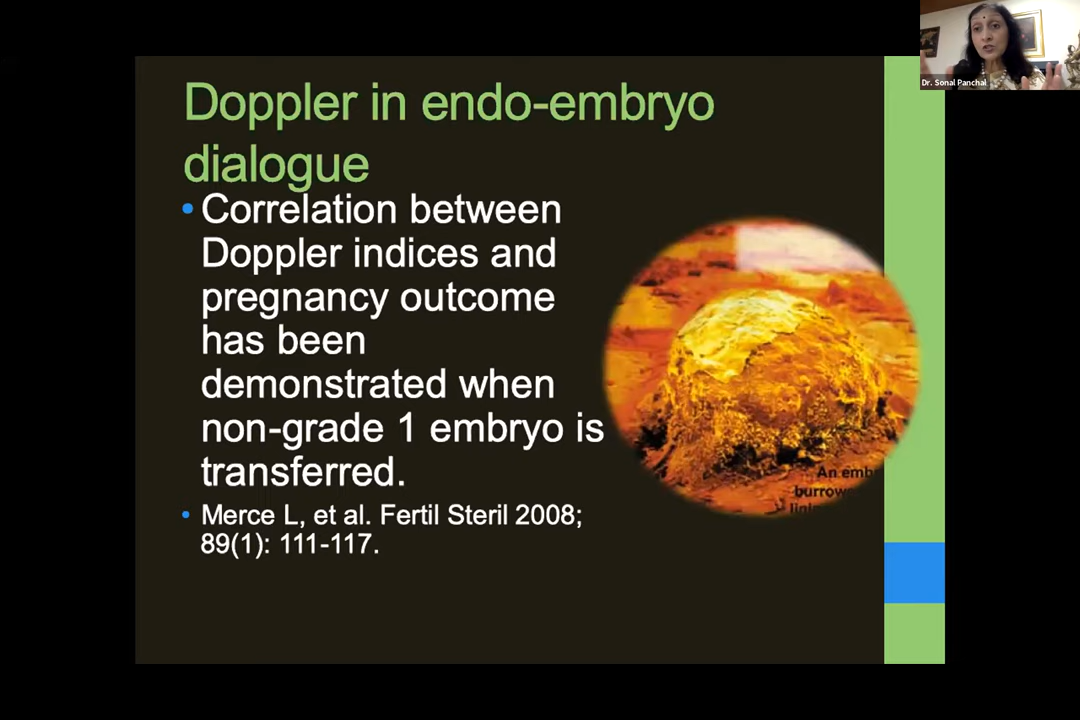 Doppler in endo-embryo
dialogue
• Correlation between
Doppler indices and
pregnancy outcome
has been
demonstrated when
non-grade 1 embryo is
transferred.
• Merce L, et al. Fertil Steril 2008;
89(1): 111-117.
An emb
burrow
Dr. Sonal Panchal